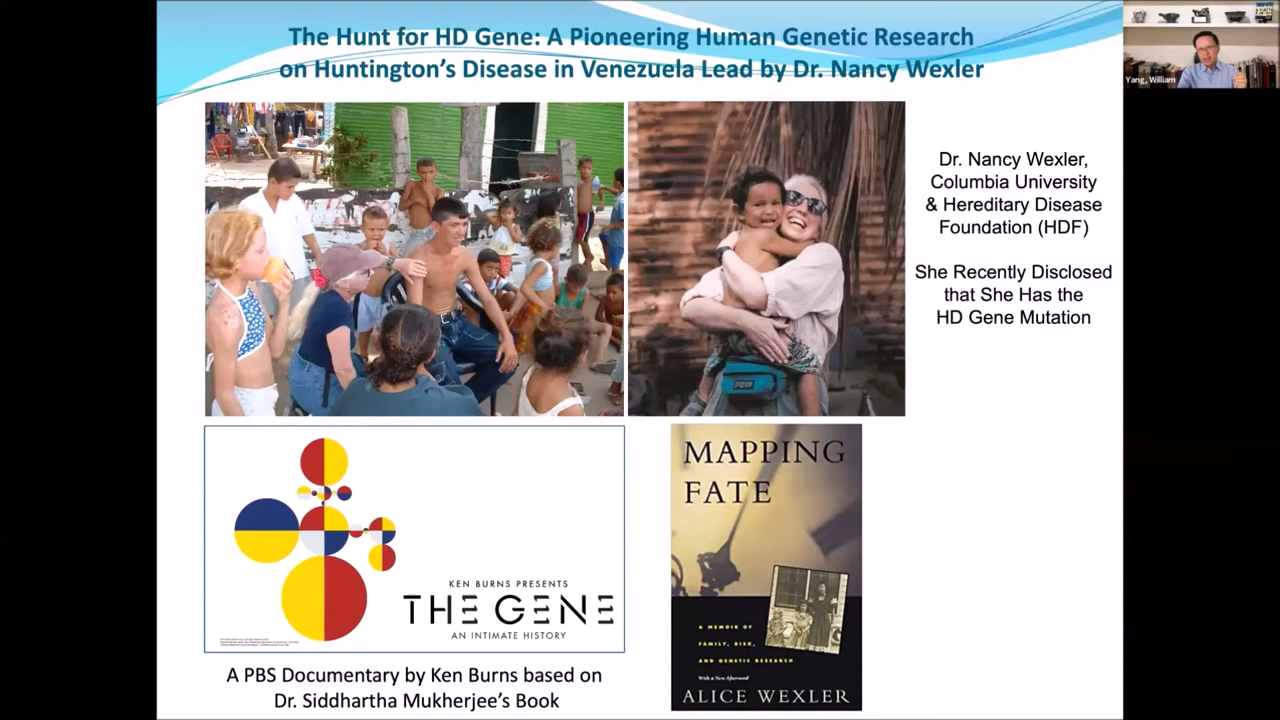 The Hunt for HD Gene: A Pioneering Human Genetic Research
on Huntington's Disease in Venezuela Lead by Dr. Nancy Wexler
Yang, William
Dr. Nancy Wexler,
Columbia University
& Hereditary Disease
Foundation (HDF)
She Recently Disclosed
that She Has the
HD Gene Mutation
KEN BURNS PRESENTS
THE GENE
AN INTIMATE HISTORY
A PBS Documentary by Ken Burns based on
Dr. Siddhartha Mukherjee's Book
MAPPING
FATE
A MEMOIR OF
FAMILY, RISK,
AND GENETIC RESEARCH
With a New Afterword
ALICE WEXLER